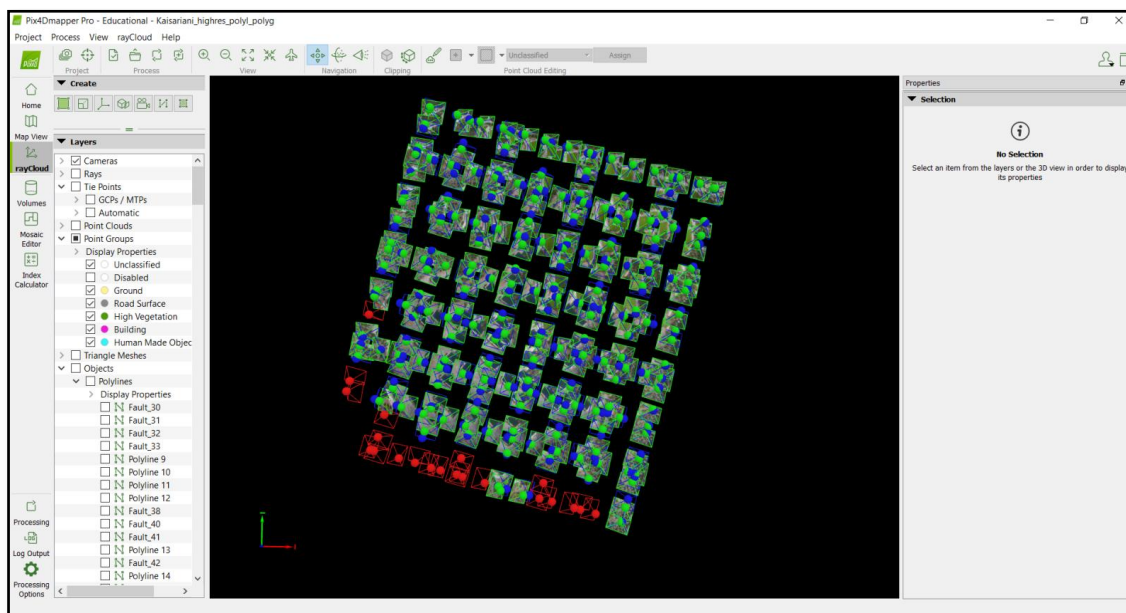 Pix4Dmapper Pro - Educational - Kaisariani_highres_polyl_polyg
Project Process View rayCloud Help
Project Process View Navigation Clipping Point Cloud Editing
Unclassified Assign
Home
Map View
rayCloud
Volumes
Mosaic
Editor
Index
Calculator
Processing
Log Output
Processing
Options
Create
Layers
Cameras
Rays
Tie Points
GCPs / MTPs
Automatic
Point Clouds
Point Groups
Display Properties
Unclassified
Disabled
Ground
Road Surface
High Vegetation
Building
Human Made Objec
Triangle Meshes
Objects
Polylines
Display Properties
Fault_30
Fault_31
Fault_32
Fault_33
Polyline 9
Polyline 10
Polyline 11
Polyline 12
Fault_38
Fault_40
Fault_41
Polyline 13
Fault_42
Polyline 14
Properties
Selection
No Selection
Select an item from the layers or the 3D view in order to display
its properties